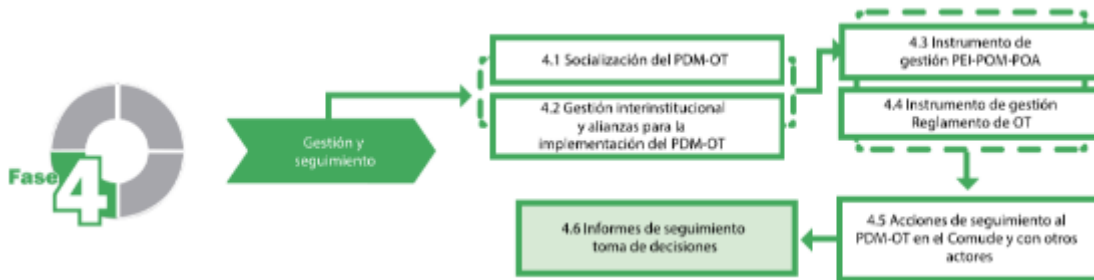 Fase 4
Gestión y
seguimiento
4.1 Socialización del PDM-OT
4.2 Gestión interinstitucional
y alianzas para la
implementación del PDM-OT
4.3 Instrumento de
gestión PEI-POM-POA
4.4 Instrumento de gestión
Reglamento de OT
4.5 Acciones de seguimiento al
PDM-OT en el Comude y con otros
actores
4.6 Informes de seguimiento
toma de decisiones